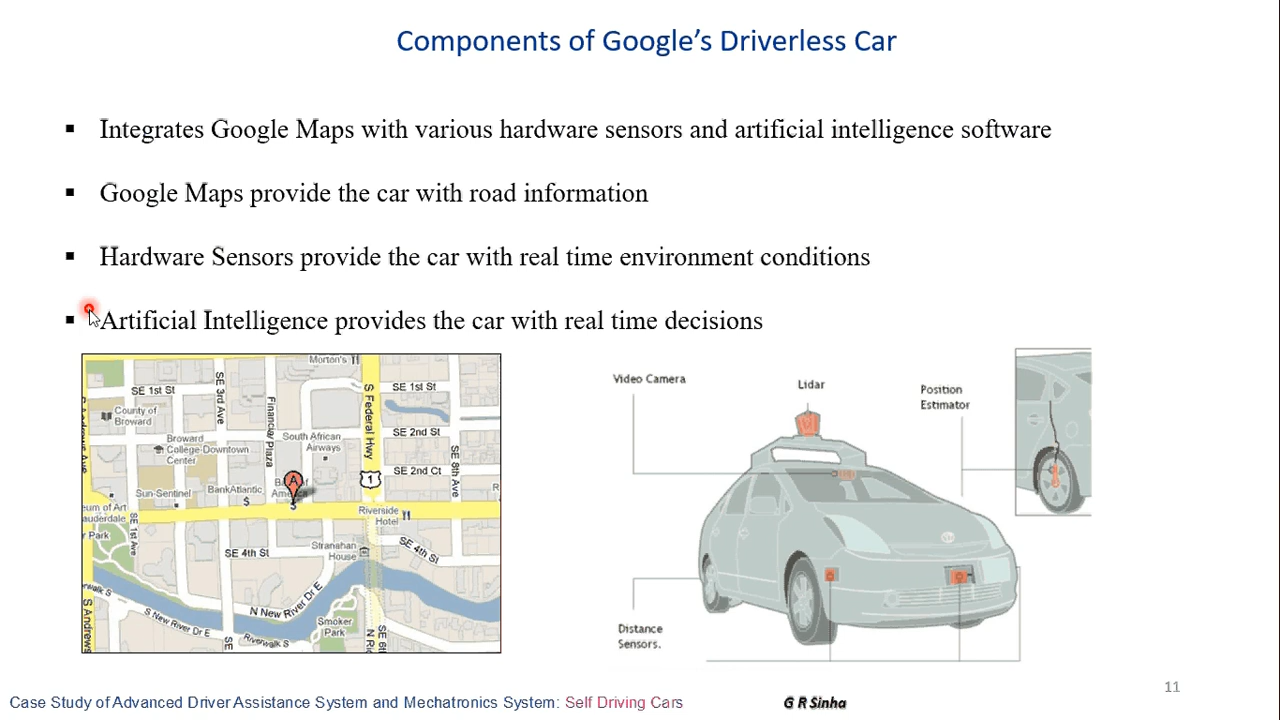 Components of Google's Driverless Car
Integrates Google Maps with various hardware sensors and artificial intelligence software
Google Maps provide the car with road information
Hardware Sensors provide the car with real time environment conditions
Artificial Intelligence provides the car with real time decisions
Morton's
SE 1st St
SE 3rd Ave
Financial Plaza
S Federal Hwy
SE 1st St
County of
Broward
Broward
College-Downtown
Center
South African
Airways
SE 2nd St
SE 2nd Ct
SE 8th Ave
A
1
Sun-Sentinel
BankAtlantic
Riverside
Hotel
Park
SE 1st Ave
SE 4th St
Stranahan
House
SE 4th St
S Andrews
S New River Dr E
N New River Dr E
Riverwalk S
SE
Smoker
Park
Video Camera
Lidar
Position
Estimator
Distance
Sensors.
11
Case Study of Advanced Driver Assistance System and Mechatronics System: Self Driving Cars
G R Sinha